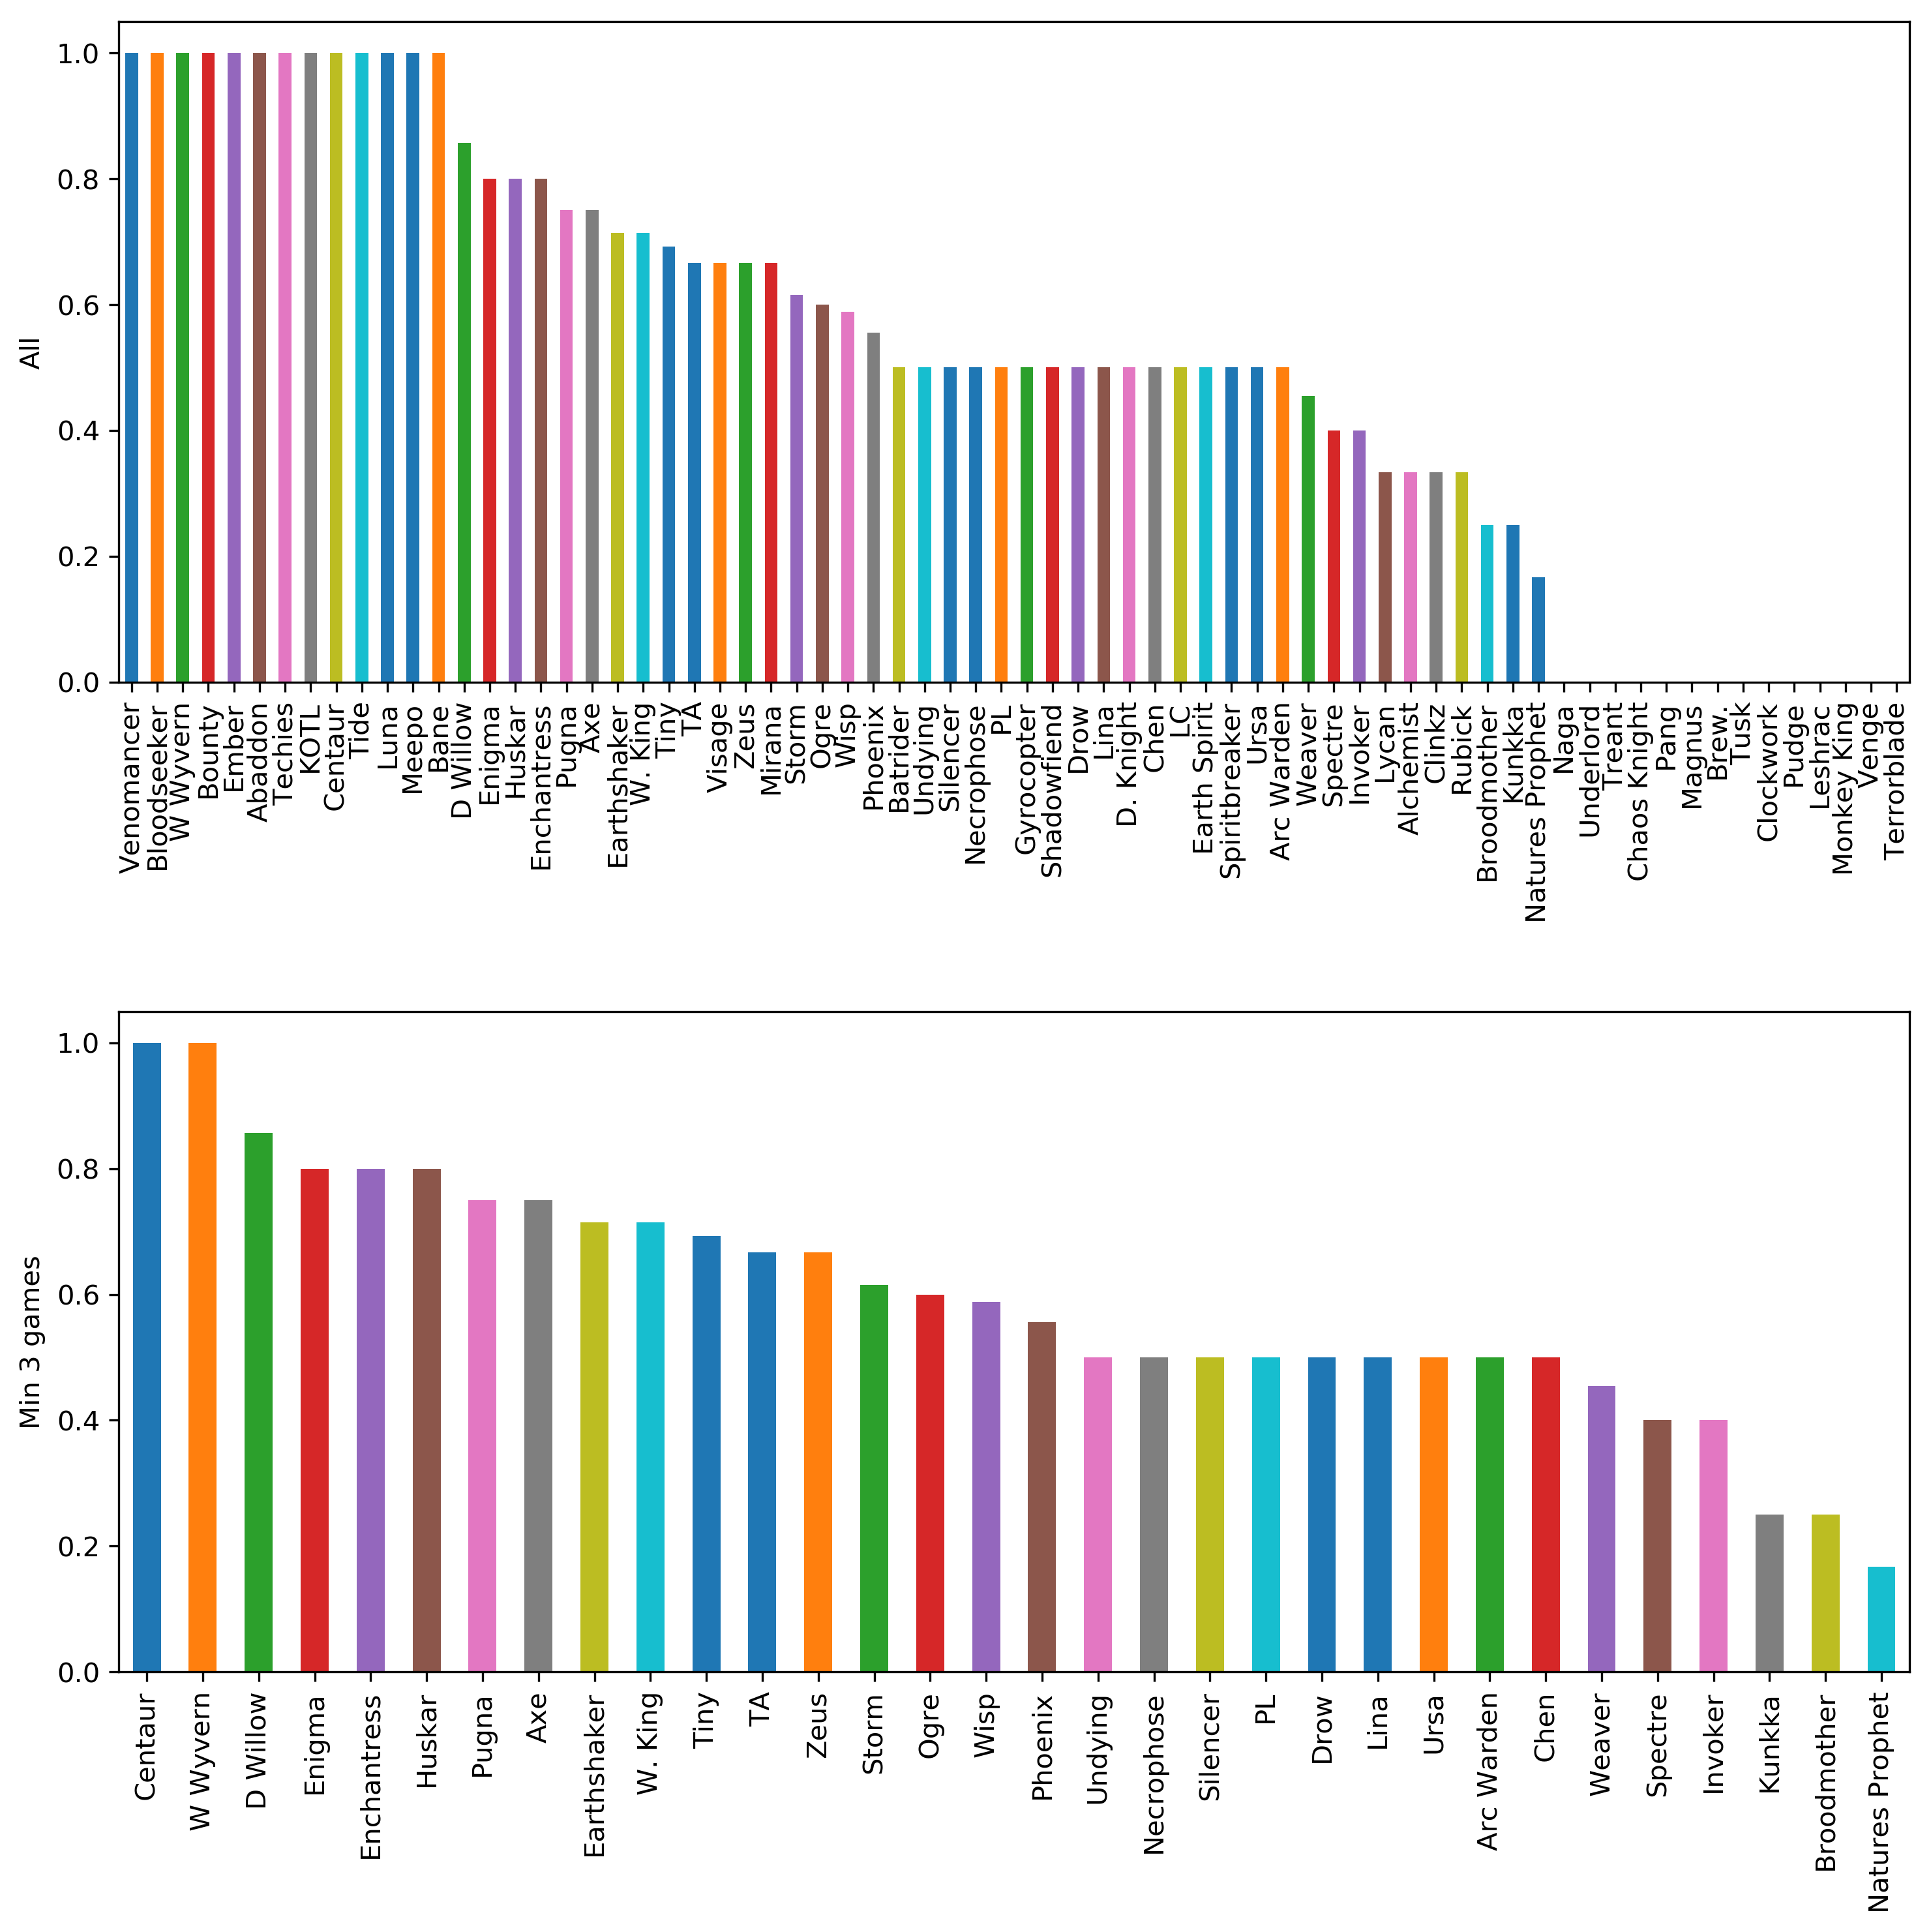 All
1.0
0.8
0.6
0.4
0.2
0.0
Venomancer
Bloodseeker
W Wyvern
Bounty
Ember
Abaddon
Techies
KOTL
Centaur
Tide
Luna
Meepo
Bane
D Willow
Enigma
Huskar
Enchantress
Pugna
Axe
Earthshaker
W. King
Tiny
TA
Visage
Zeus
Mirana
Storm
Ogre
Wisp
Phoenix
Batrider
Undying
Silencer
Necrophose
PL
Gyrocopter
Shadowfiend
Drow
Lina
D. Knight
Chen
LC
Earth Spirit
Spiritbreaker
Ursa
Arc Warden
Weaver
Spectre
Invoker
Lycan
Alchemist
Clinkz
Rubick
Broodmother
Kunkka
Natures Prophet
Naga
Underlord
Treant
Chaos Knight
Pang
Magnus
Brew.
Tusk
Clockwork
Pudge
Leshrac
Monkey King
Venge
Terrorblade
Min 3 games
1.0
0.8
0.6
0.4
0.2
0.0
Centaur
W Wyvern
D Willow
Enigma
Enchantress
Huskar
Pugna
Axe
Earthshaker
W. King
Tiny
TA
Zeus
Storm
Ogre
Wisp
Phoenix
Undying
Necrophose
Silencer
PL
Drow
Lina
Ursa
Arc Warden
Chen
Weaver
Spectre
Invoker
Kunkka
Broodmother
Natures Prophet